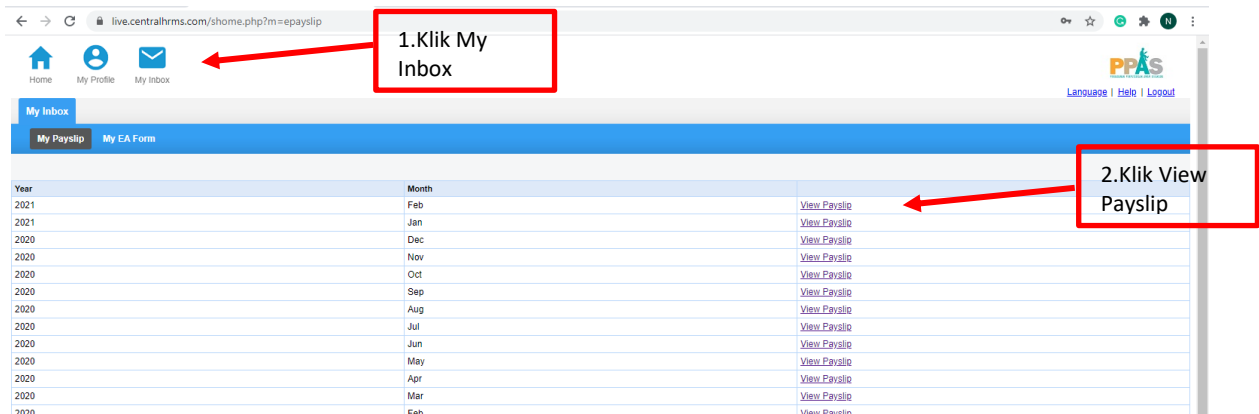 live.centralhrms.com/shome.php?m=epayslip
N
1.Klik My
Inbox
Home My Profile My Inbox
PPAS
Language | Help | Logout
My Inbox
My Payslip My EA Form
2.Klik View
Payslip
Year Month
2021 Feb View Payslip
2021 Jan View Payslip
2020 Dec View Payslip
2020 Nov View Payslip
2020 Oct View Payslip
2020 Sep View Payslip
2020 Aug View Payslip
2020 Jul View Payslip
2020 Jun View Payslip
2020 May View Payslip
2020 Apr View Payslip
2020 Mar View Payslip
2020 Feb View Payslip